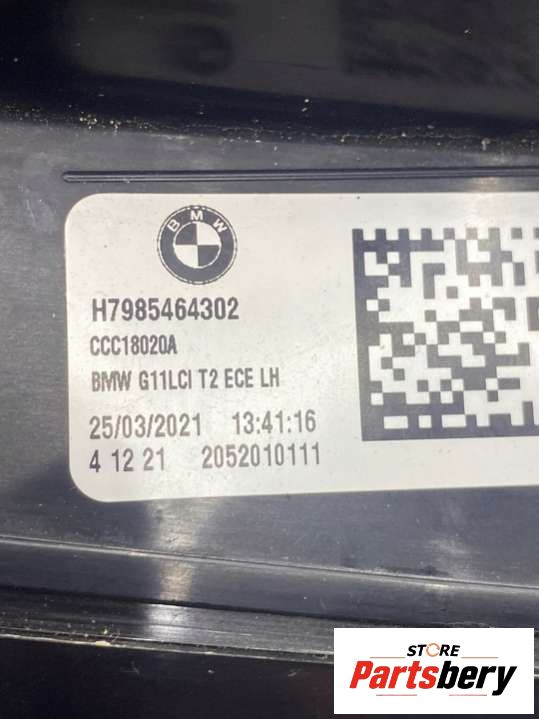 BMW
H7985464302
CCC18020A
BMW G11LCI T2 ECE LH
25/03/2021 13:41:16
4 12 21 2052010111
STORE
Partsbery